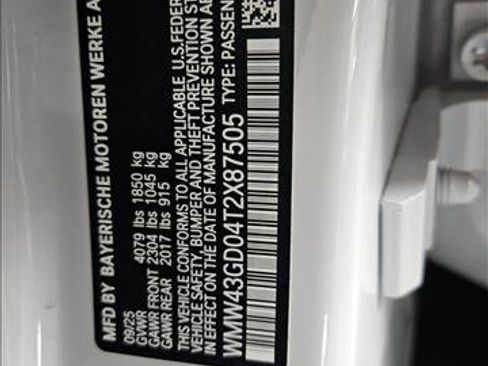 MFD BY BAYERISCHE MOTOREN WERKE A
09/25
GVWR 4079 lbs 1850 kg
GAWR FRONT 2304 lbs 1045 kg
GAWR REAR 2017 lbs 915 kg
THIS VEHICLE CONFORMS TO ALL APPLICABLE U.S. FEDER
VEHICLE SAFETY, BUMPER AND THEFT PREVENTION ST
IN EFFECT ON THE DATE OF MANUFACTURE SHOWN AB
WMW43GD04T2X87505 TYPE: PASSEN